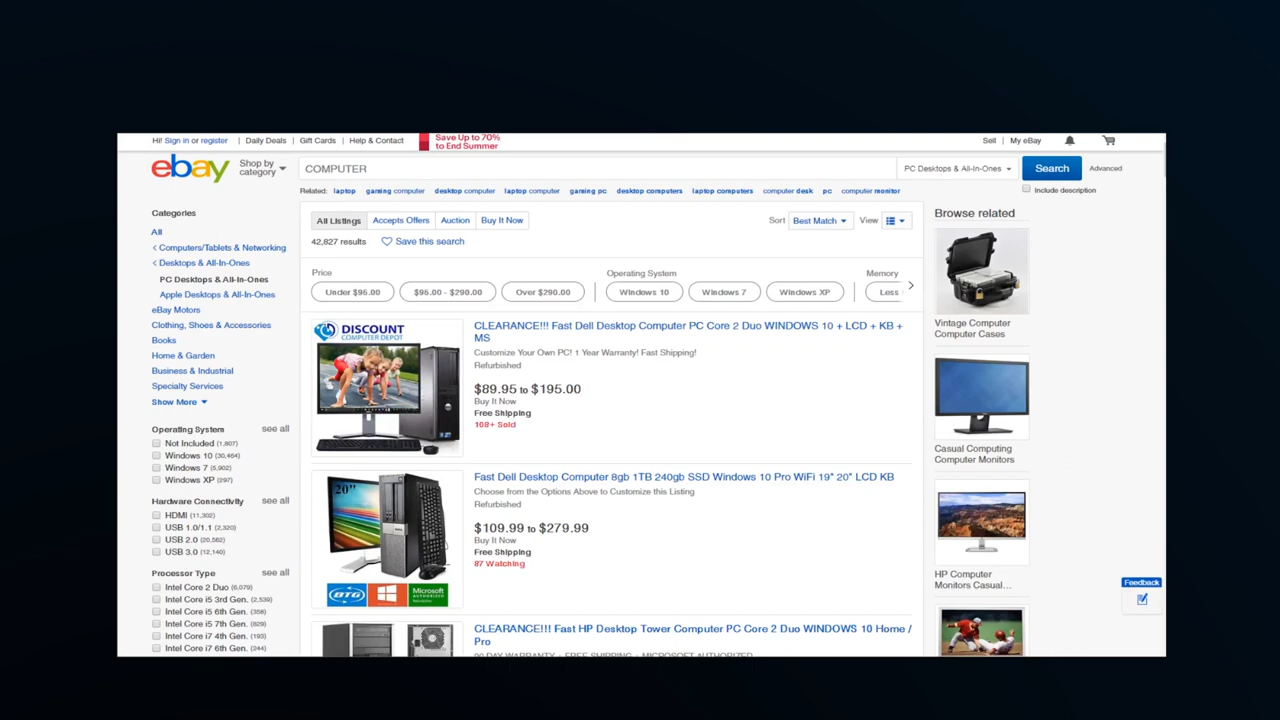 Hi! Sign in or register | Daily Deals | Gift Cards | Help & Contact
Save Up to 70%
to End Summer
Sell | My eBay
ebay
Shop by
category
COMPUTER
PC Desktops & All-In-Ones
Search
Advanced
Related: laptop gaming computer desktop computer laptop computer gaming pc desktop computers laptop computers computer desk pc computer monitor
Include description
Categories
All
Computers/Tablets & Networking
Desktops & All-In-Ones
PC Desktops & All-In-Ones
Apple Desktops & All-In-Ones
eBay Motors
Clothing, Shoes & Accessories
Books
Home & Garden
Business & Industrial
Specialty Services
Show More
Operating System see all
Not Included (1,807)
Windows 10 (30,464)
Windows 7 (5,902)
Windows XP (297)
Hardware Connectivity see all
HDMI (11,302)
USB 1.0/1.1 (2,320)
USB 2.0 (20,582)
USB 3.0 (12,140)
Processor Type see all
Intel Core 2 Duo (6,079)
Intel Core i5 3rd Gen. (2,539)
Intel Core i5 6th Gen. (358)
Intel Core i5 7th Gen. (829)
Intel Core i7 4th Gen. (193)
Intel Core i7 6th Gen. (244)
All Listings Accepts Offers Auction Buy It Now
Sort Best Match View
42,827 results Save this search
Price
Under $95.00 $95.00 - $290.00 Over $290.00
Operating System
Windows 10 Windows 7 Windows XP
Memory
Less
DISCOUNT
COMPUTER DEPOT
CLEARANCE!!! Fast Dell Desktop Computer PC Core 2 Duo WINDOWS 10 + LCD + KB +
MS
Customize Your Own PC! 1 Year Warranty! Fast Shipping!
Refurbished
$89.95 to $195.00
Buy It Now
Free Shipping
108+ Sold
20"
BTG
Microsoft
Fast Dell Desktop Computer 8gb 1TB 240gb SSD Windows 10 Pro WiFi 19" 20" LCD KB
Choose from the Options Above to Customize this Listing
Refurbished
$109.99 to $279.99
Buy It Now
Free Shipping
87 Watching
CLEARANCE!!! Fast HP Desktop Tower Computer PC Core 2 Duo WINDOWS 10 Home /
Pro
90 DAY WARRANTY + FREE SHIPPING + MICROSOFT AUTHORIZED
Browse related
Vintage Computer
Computer Cases
Casual Computing
Computer Monitors
HP Computer
Monitors Casual...
Feedback